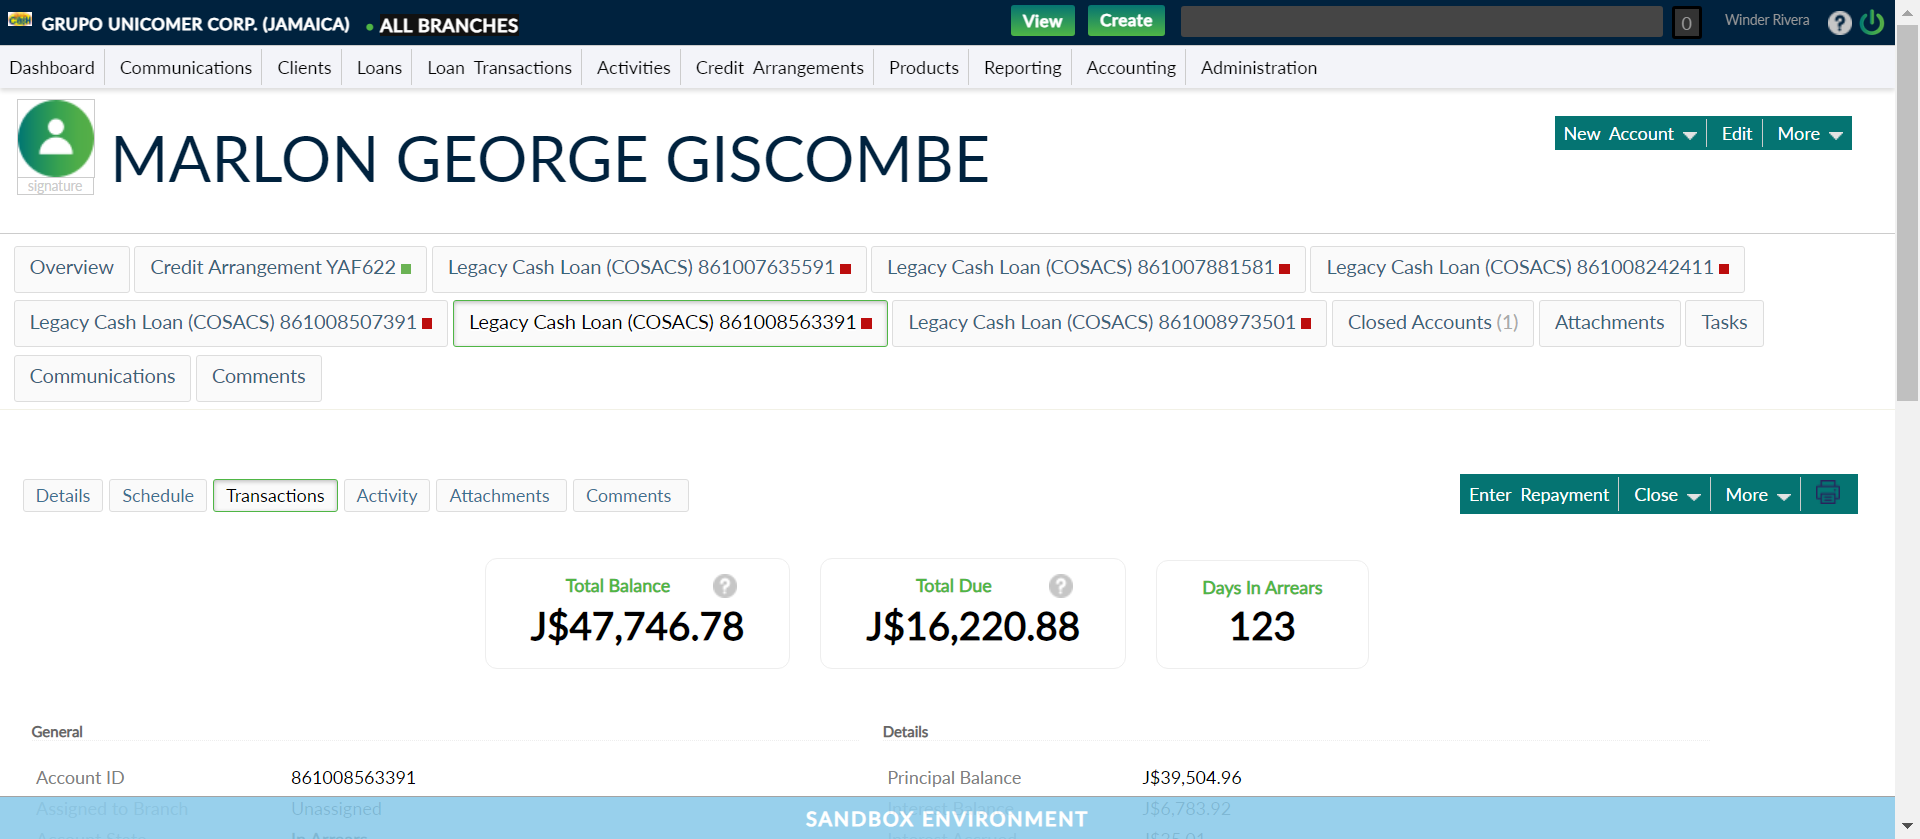 Cash GRUPO UNICOMER CORP. (JAMAICA) ALL BRANCHES View Create 0 Winder Rivera ?
Dashboard Communications Clients Loans Loan Transactions Activities Credit Arrangements Products Reporting Accounting Administration
signature
MARLON GEORGE GISCOMBE
New Account Edit More
Overview Credit Arrangement YAF622 Legacy Cash Loan (COSACS) 861007635591 Legacy Cash Loan (COSACS) 861007881581 Legacy Cash Loan (COSACS) 861008242411
Legacy Cash Loan (COSACS) 861008507391 Legacy Cash Loan (COSACS) 861008563391 Legacy Cash Loan (COSACS) 861008973501 Closed Accounts (1) Attachments Tasks
Communications Comments
Details Schedule Transactions Activity Attachments Comments Enter Repayment Close More
Total Balance ? Total Due ? Days In Arrears
J$47,746.78 J$16,220.88 123
General Details
Account ID 861008563391 Principal Balance J$39,504.96
Assigned to Branch Unassigned Interest Balance J$6,783.92
SANDBOX ENVIRONMENT
Account State In Arrears Interest Accrued